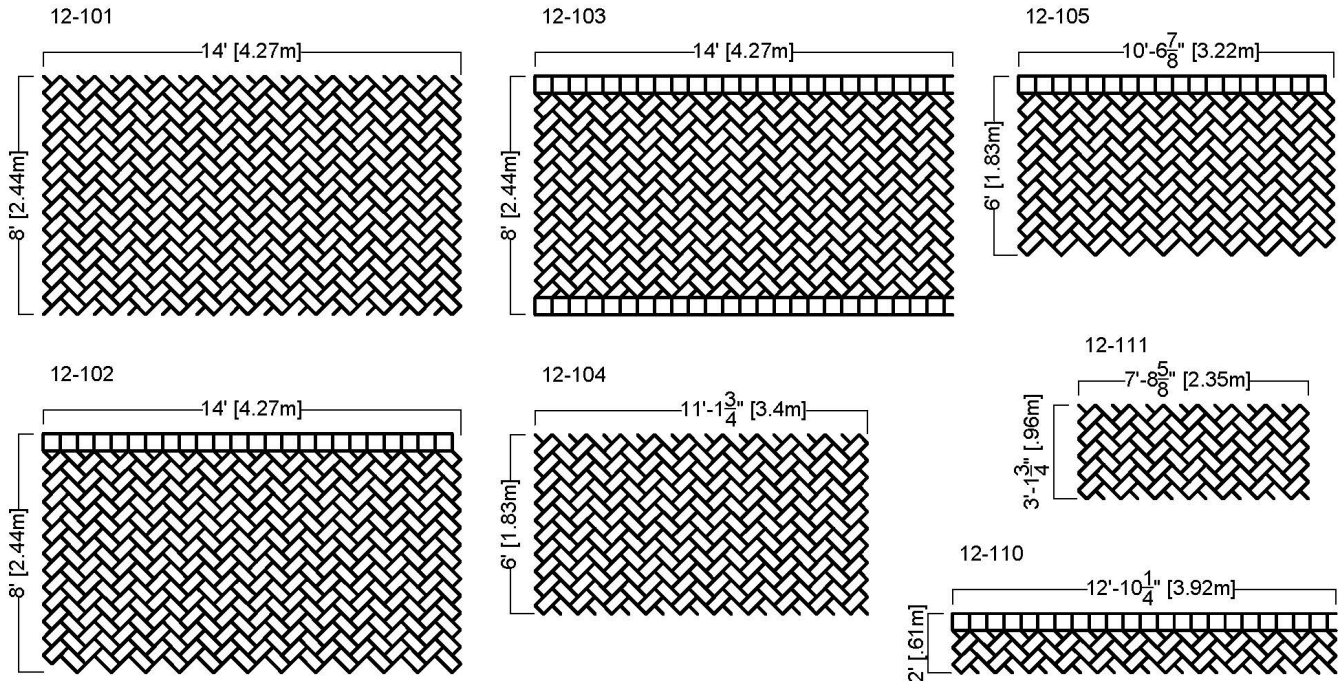 12-101
14' [4.27m]
8' [2.44m]
12-103
14' [4.27m]
8' [2.44m]
12-105
10'-6 7/8" [3.22m]
6' [1.83m]
12-102
14' [4.27m]
8' [2.44m]
12-104
11'-1 3/4" [3.4m]
6' [1.83m]
12-111
7'-8 5/8" [2.35m]
3'-1 3/4" [.96m]
12-110
12'-10 1/4" [3.92m]
2' [.61m]